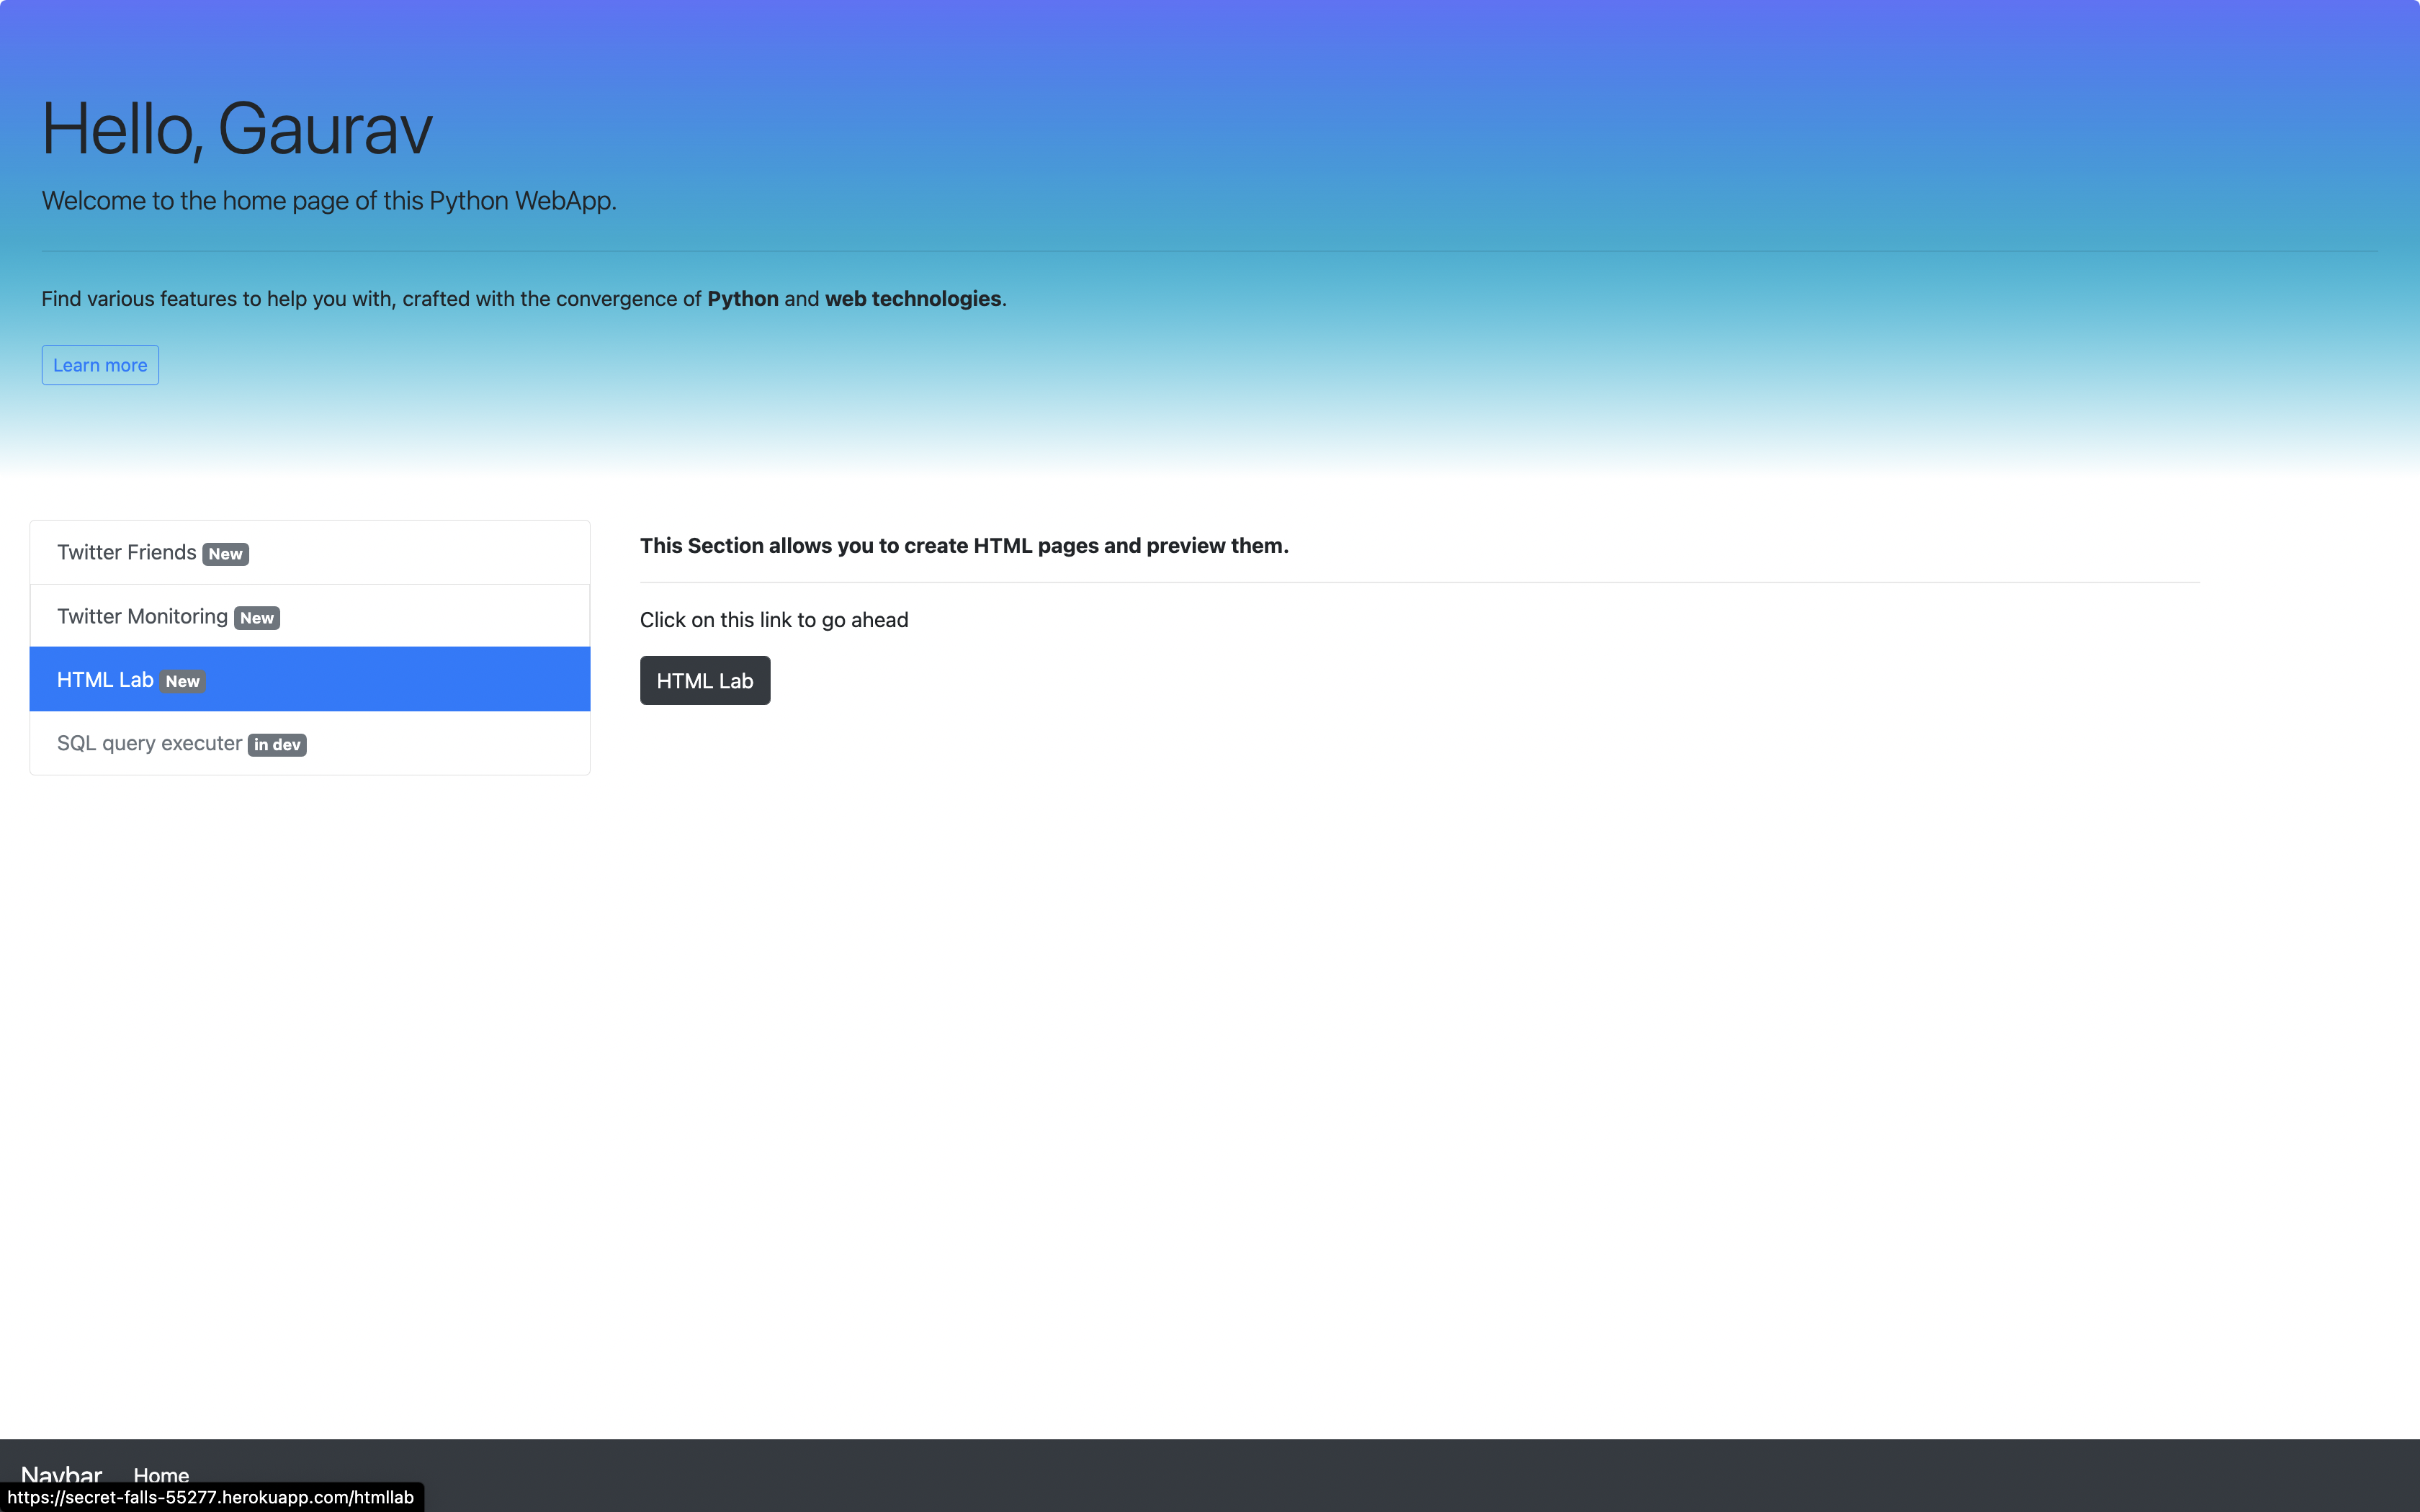 Hello, Gaurav
Welcome to the home page of this Python WebApp.
Find various features to help you with, crafted with the convergence of Python and web technologies.
Learn more
Twitter Friends New
Twitter Monitoring New
HTML Lab New
SQL query executer in dev
This Section allows you to create HTML pages and preview them.
Click on this link to go ahead
HTML Lab
Navbar Home
https://secret-falls-55277.herokuapp.com/htmllab